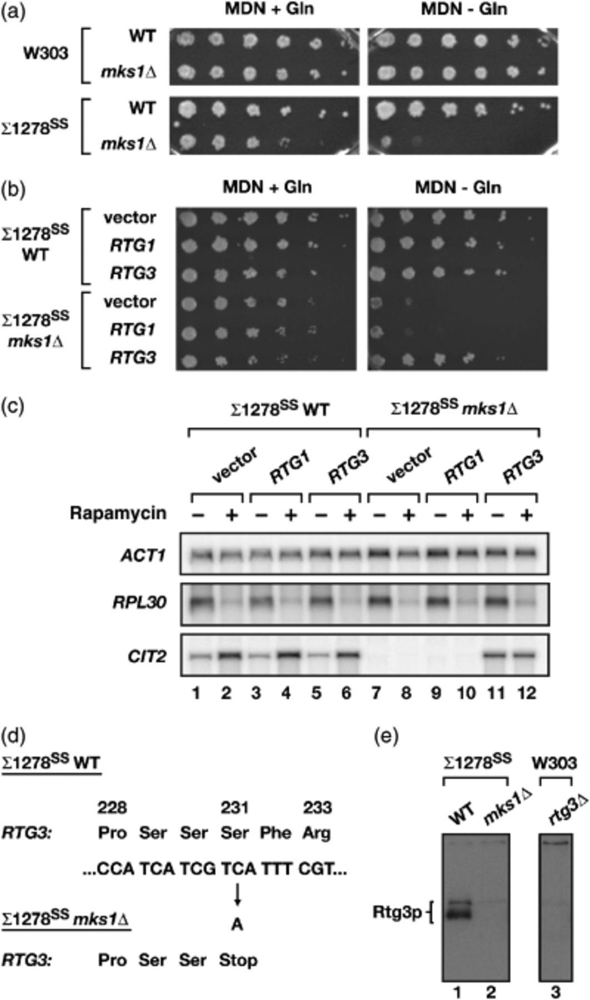 (a)
MDN + Gln MDN - Gln
W303
WT
mks1Δ
Σ1278SS
WT
mks1Δ
(b)
MDN + Gln MDN - Gln
Σ1278SS
WT
vector
RTG1
RTG3
Σ1278SS
mks1Δ
vector
RTG1
RTG3
(c)
Σ1278SS WT Σ1278SS mks1Δ
vector RTG1 RTG3 vector RTG1 RTG3
Rapamycin − + − + − + − + − + − +
ACT1
RPL30
CIT2
1 2 3 4 5 6 7 8 9 10 11 12
(d)
Σ1278SS WT
228 231 233
RTG3: Pro Ser Ser Ser Phe Arg
...CCA TCA TCG TCA TTT CGT...
A
Σ1278SS mks1Δ
RTG3: Pro Ser Ser Stop
(e)
Σ1278SS W303
WT mks1Δ rtg3Δ
Rtg3p
1 2 3